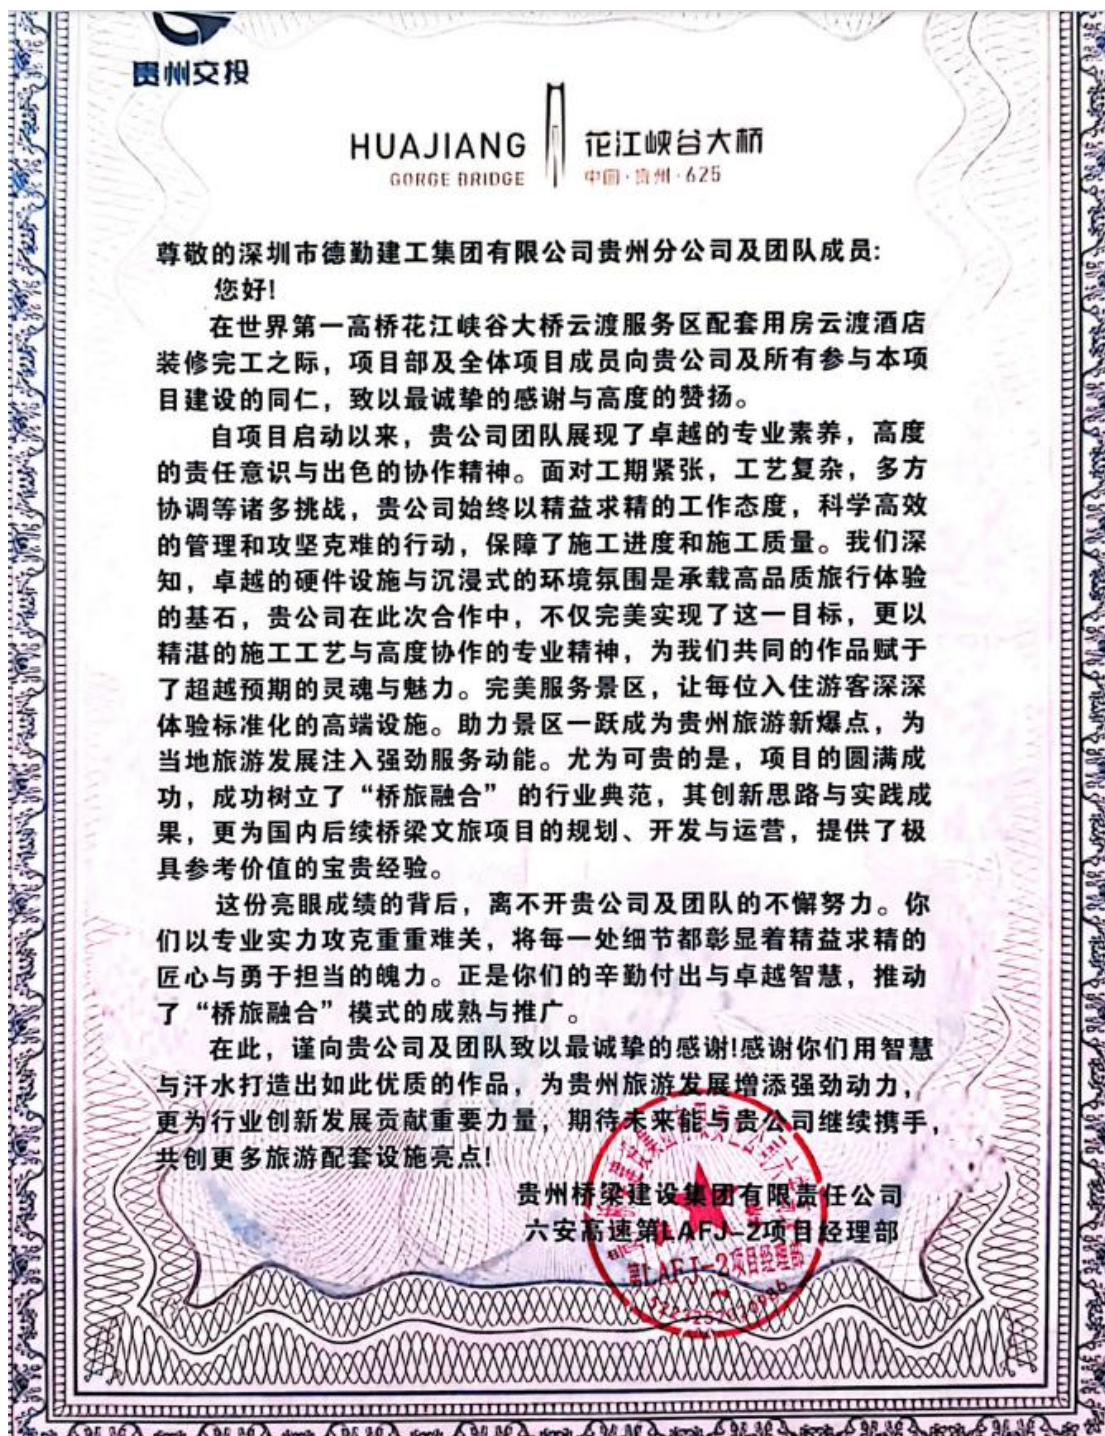 贵州交投
HUAJIANG
GORGE BRIDGE
花江峡谷大桥
中国·贵州·625
尊敬的深圳市德勤建工集团有限公司贵州分公司及团队成员:
您好!
在世界第一高桥花江峡谷大桥云渡服务区配套用房云渡酒店
装修完工之际，项目部及全体项目成员向贵公司及所有参与本项
目建设的同仁，致以最诚挚的感谢与高度的赞扬。
自项目启动以来，贵公司团队展现了卓越的专业素养，高度
的责任意识与出色的协作精神。面对工期紧张，工艺复杂，多方
协调等诸多挑战，贵公司始终以精益求精的工作态度，科学高效
的管理和攻坚克难的行动，保障了施工进度和施工质量。我们深
知，卓越的硬件设施与沉浸式的环境氛围是承载高品质旅行体验
的基石，贵公司在此次合作中，不仅完美实现了这一目标，更以
精湛的施工工艺与高度协作的专业精神，为我们共同的作品赋于
了超越预期的灵魂与魅力。完美服务景区，让每位入住游客深深
体验标准化的高端设施。助力景区一跃成为贵州旅游新爆点，为
当地旅游发展注入强劲服务动能。尤为可贵的是，项目的圆满成
功，成功树立了“桥旅融合” 的行业典范，其创新思路与实践成
果，更为国内后续桥梁文旅项目的规划、开发与运营，提供了极
具参考价值的宝贵经验。
这份亮眼成绩的背后，离不开贵公司及团队的不懈努力。你
们以专业实力攻克重重难关，将每一处细节都彰显着精益求精的
匠心与勇于担当的魄力。正是你们的辛勤付出与卓越智慧，推动
了“桥旅融合”模式的成熟与推广。
在此，谨向贵公司及团队致以最诚挚的感谢!感谢你们用智慧
与汗水打造出如此优质的作品，为贵州旅游发展增添强劲动力，
更为行业创新发展贡献重要力量，期待未来能与贵公司继续携手，
共创更多旅游配套设施亮点!
贵州桥梁建设集团有限责任公司
六安高速第LAFJ-2项目经理部
第LAFJ-2项目经理部